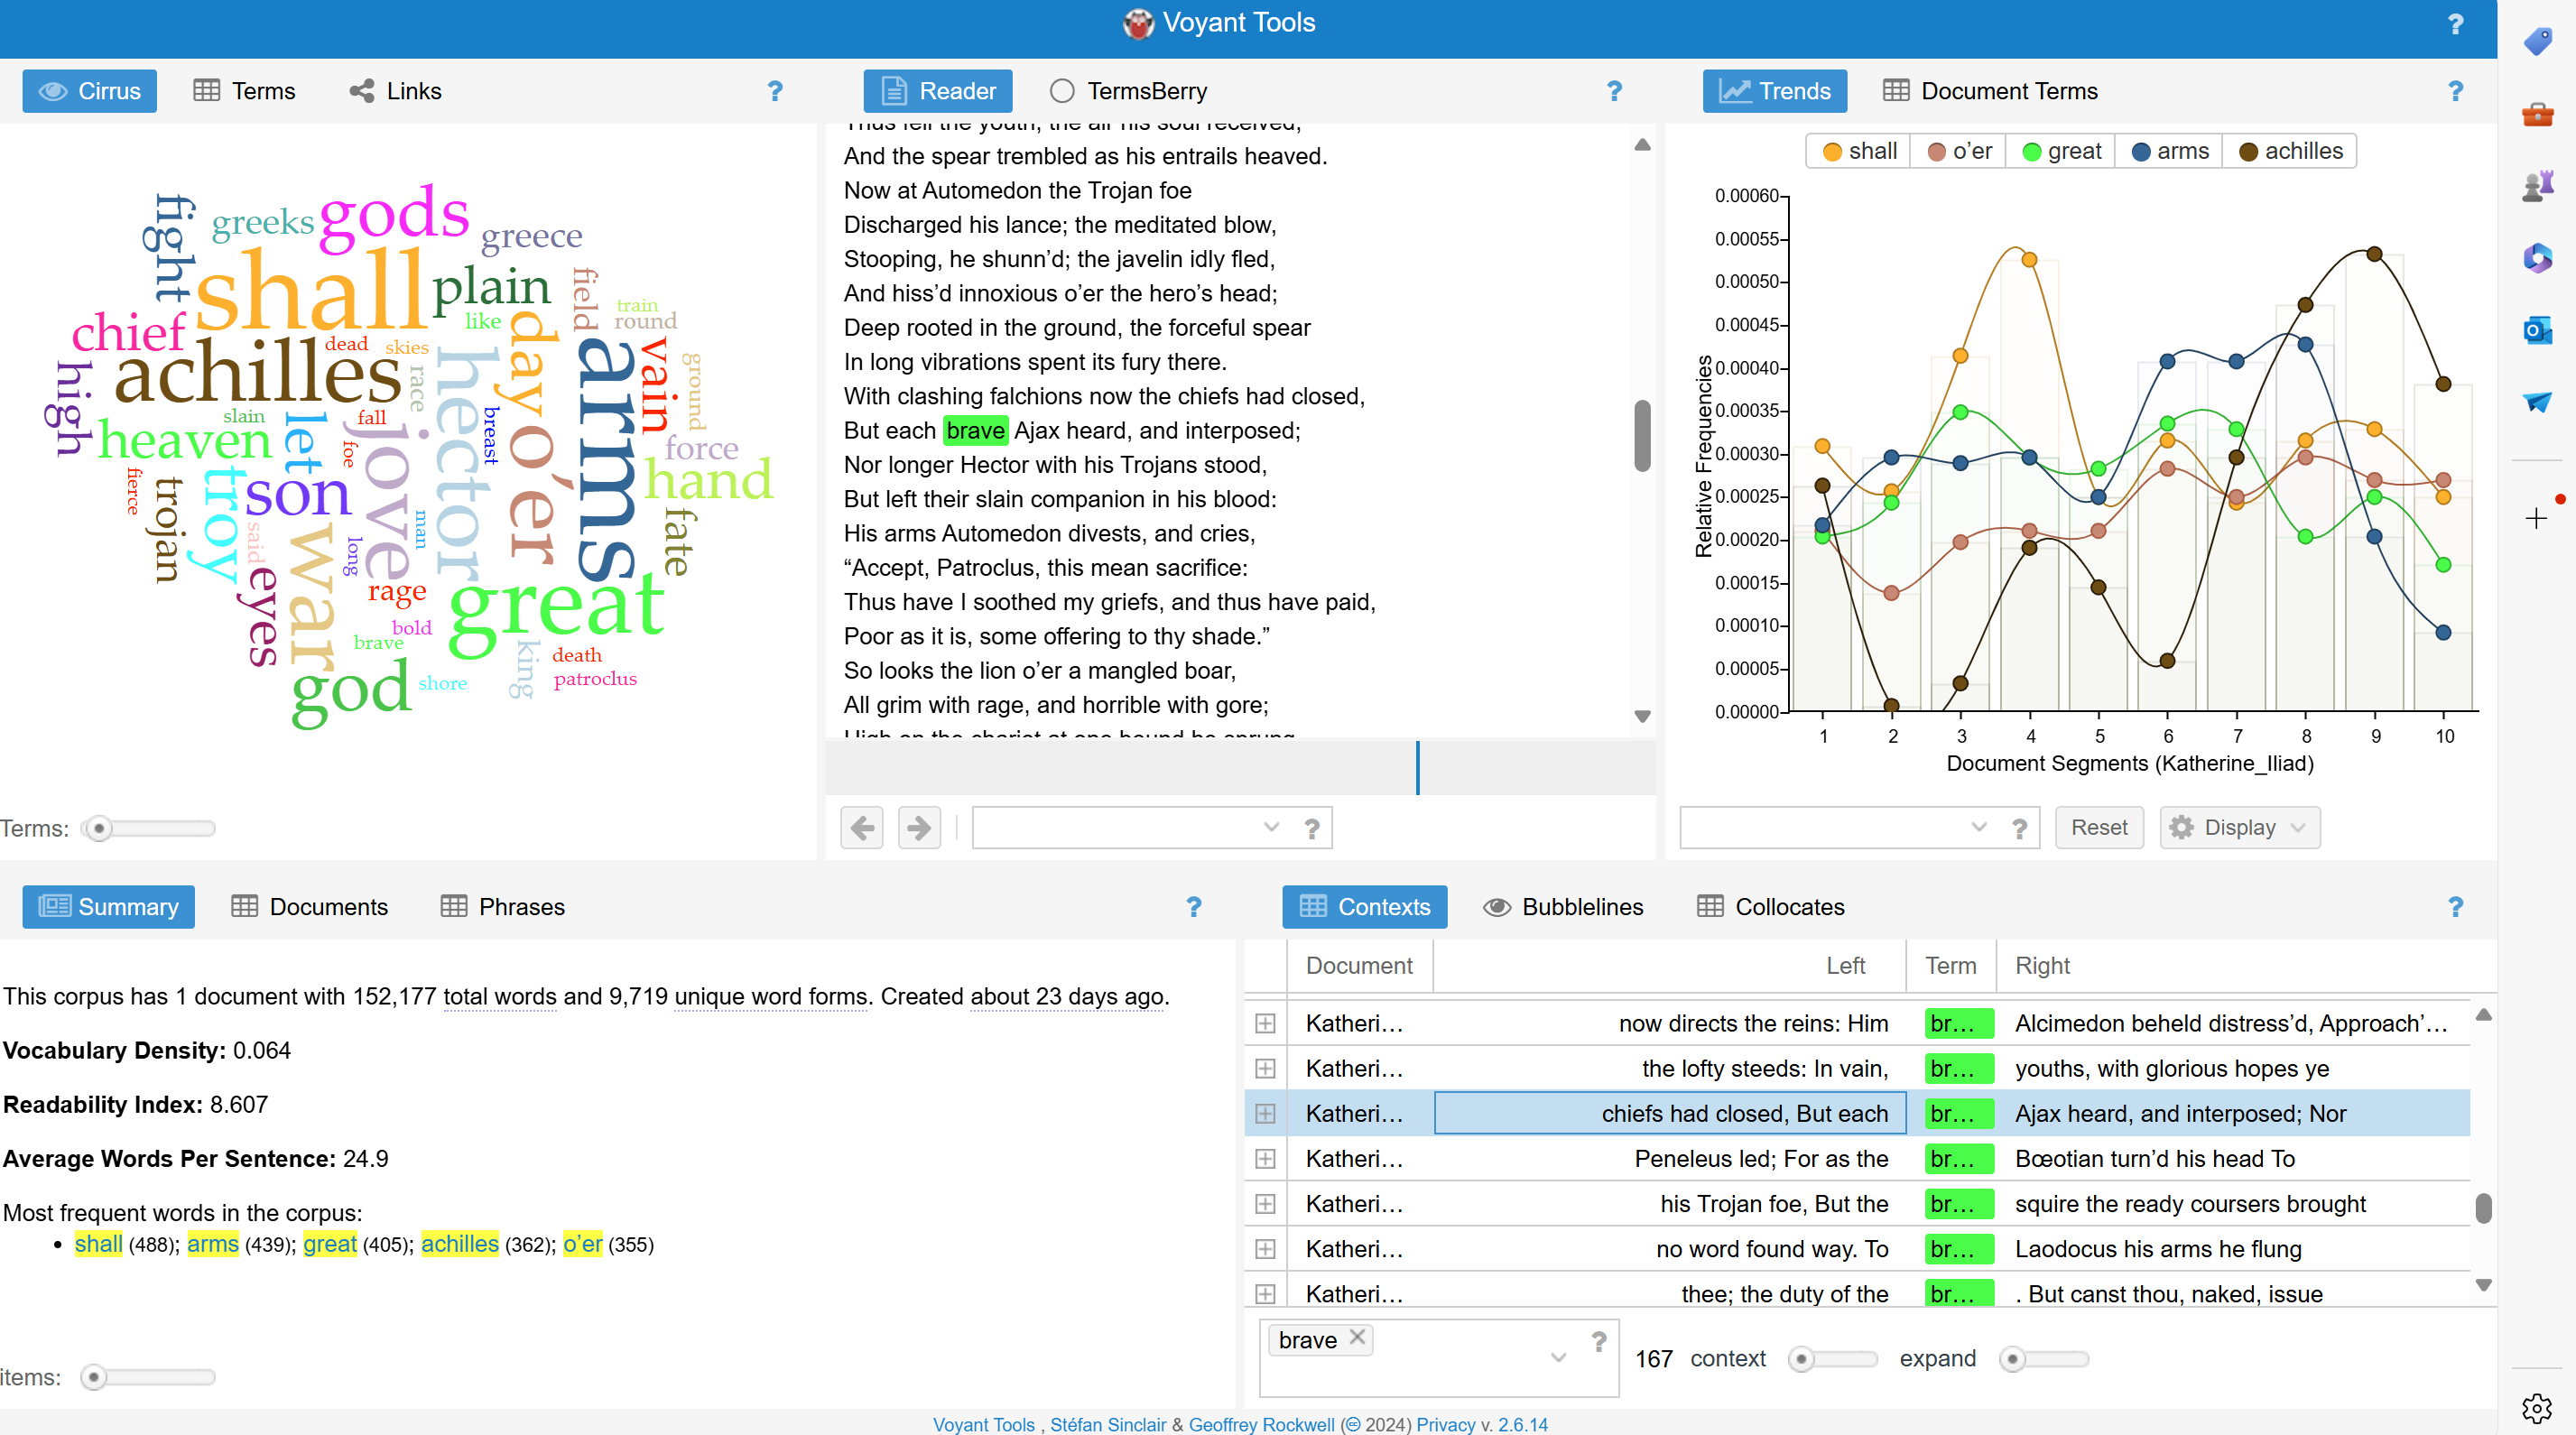 Voyant Tools
?
Cirrus
Terms
Links
?
fight
greeks
gods
greece
shall
plain
field
train
round
like
chief
day
dead
skies
achilles
race
hector
arms
vain
ground
high
slain
let
fall
jove
breast
o’er
force
heaven
foe
hand
fierce
trojan
troy
son
man
fate
said
war
long
eyes
rage
great
bold
brave
king
death
god
shore
patroclus
Terms:
Reader
TermsBerry
?
Thus fell the youth; the air his soul received,
And the spear trembled as his entrails heaved.
Now at Automedon the Trojan foe
Discharged his lance; the meditated blow,
Stooping, he shunn’d; the javelin idly fled,
And hiss’d innoxious o’er the hero’s head;
Deep rooted in the ground, the forceful spear
In long vibrations spent its fury there.
With clashing falchions now the chiefs had closed,
But each brave Ajax heard, and interposed;
Nor longer Hector with his Trojans stood,
But left their slain companion in his blood:
His arms Automedon divests, and cries,
“Accept, Patroclus, this mean sacrifice:
Thus have I soothed my griefs, and thus have paid,
Poor as it is, some offering to thy shade.”
So looks the lion o’er a mangled boar,
All grim with rage, and horrible with gore;
High on the chariot at one bound he sprung
?
Trends
Document Terms
?
shall o’er great arms achilles
0.00060
0.00055
0.00050
0.00045
0.00040
0.00035
0.00030
0.00025
0.00020
0.00015
0.00010
0.00005
0.00000
Relative Frequencies
1 2 3 4 5 6 7 8 9 10
Document Segments (Katherine_Iliad)
?
Reset
Display
Summary
Documents
Phrases
?
This corpus has 1 document with 152,177 total words and 9,719 unique word forms. Created about 23 days ago.
Vocabulary Density: 0.064
Readability Index: 8.607
Average Words Per Sentence: 24.9
Most frequent words in the corpus:
• shall (488); arms (439); great (405); achilles (362); o’er (355)
items:
Contexts
Bubblelines
Collocates
?
Document Left Term Right
Katheri… now directs the reins: Him br… Alcimedon beheld distress’d, Approach’…
Katheri… the lofty steeds: In vain, br… youths, with glorious hopes ye
Katheri… chiefs had closed, But each br… Ajax heard, and interposed; Nor
Katheri… Peneleus led; For as the br… Bœotian turn’d his head To
Katheri… his Trojan foe, But the br… squire the ready coursers brought
Katheri… no word found way. To br… Laodocus his arms he flung
Katheri… thee; the duty of the br… . But canst thou, naked, issue
brave
?
167 context expand
Voyant Tools , Stéfan Sinclair & Geoffrey Rockwell (cc 2024) Privacy v. 2.6.14